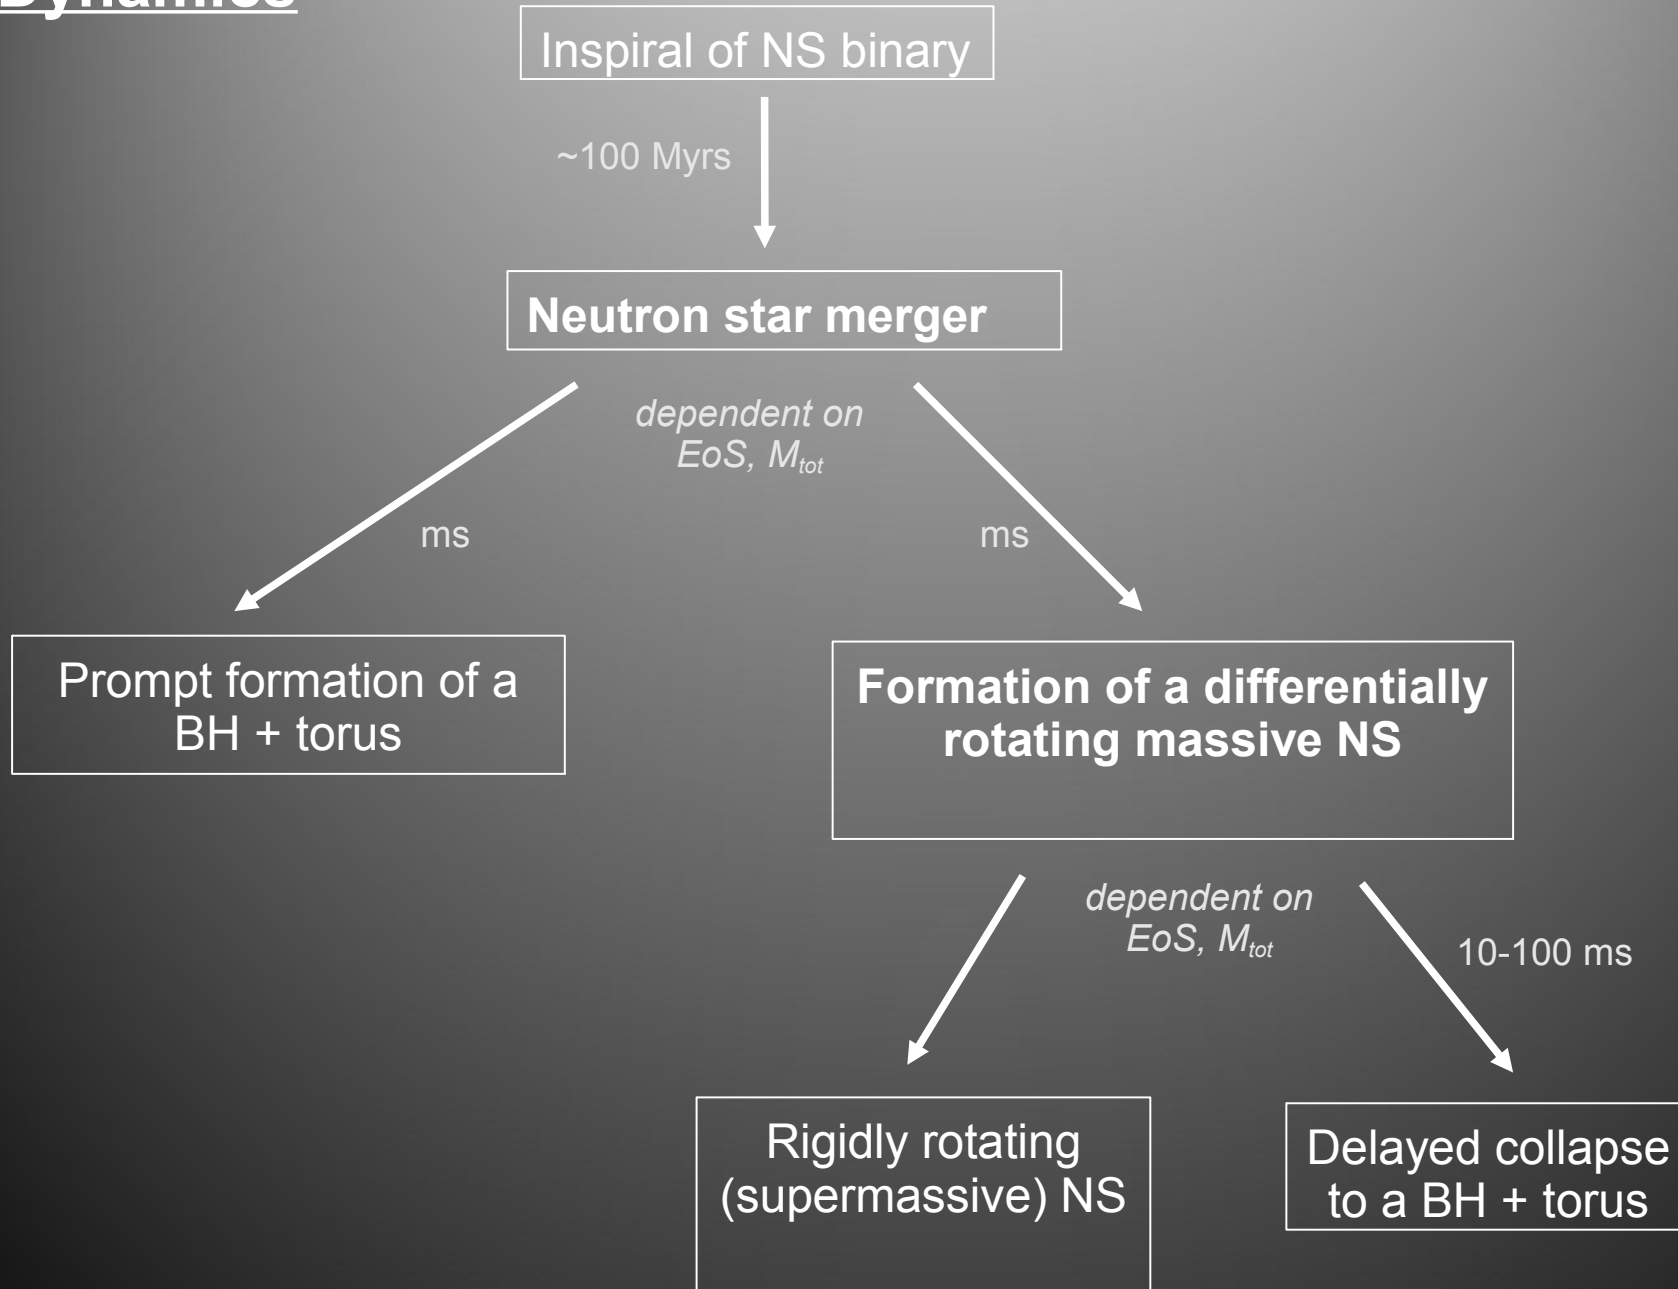 Dynamics
Inspiral of NS binary
~100 Myrs
Neutron star merger
dependent on
EoS, Mtot
ms
ms
Prompt formation of a
BH + torus
Formation of a differentially
rotating massive NS
dependent on
EoS, Mtot
10-100 ms
Rigidly rotating
(supermassive) NS
Delayed collapse
to a BH + torus